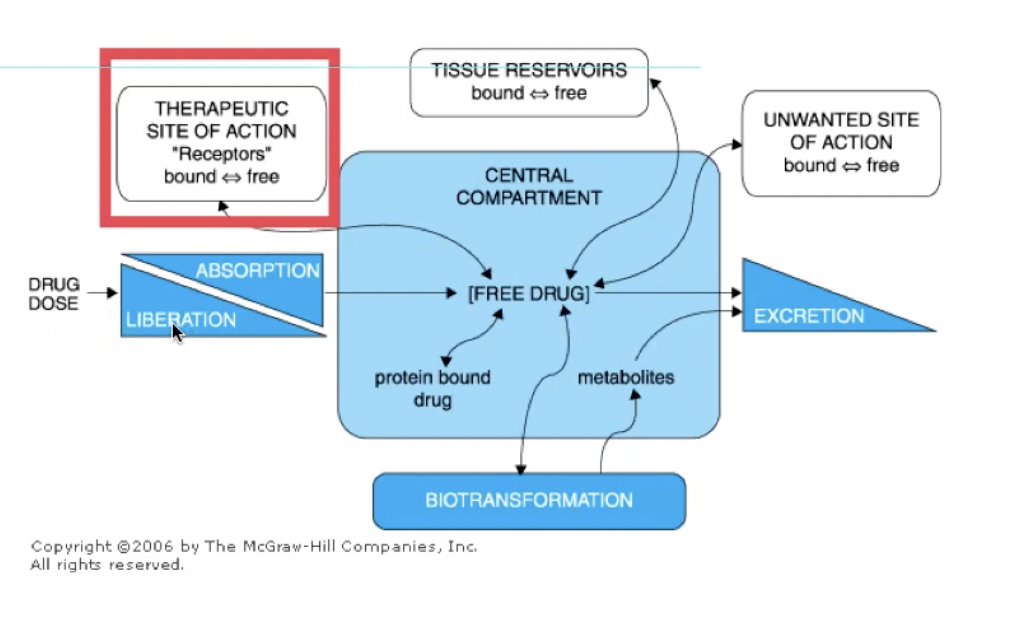 THERAPEUTIC
SITE OF ACTION
"Receptors"
bound ⇔ free
TISSUE RESERVOIRS
bound ⇔ free
UNWANTED SITE
OF ACTION
bound ⇔ free
CENTRAL
COMPARTMENT
DRUG
DOSE
ABSORPTION
LIBERATION
[FREE DRUG]
EXCRETION
protein bound
drug
metabolites
BIOTRANSFORMATION
Copyright ©2006 by The McGraw-Hill Companies, Inc.
All rights reserved.